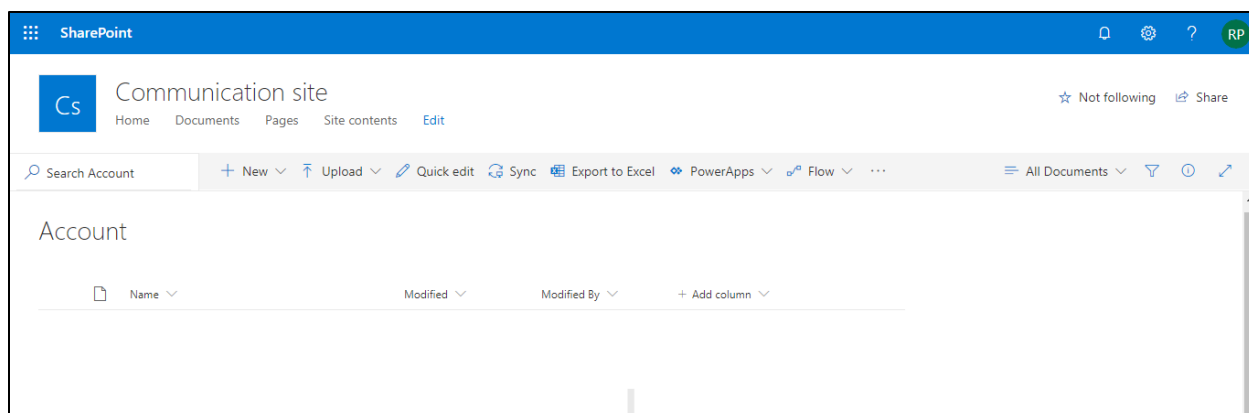 SharePoint ? RP
Cs Communication site
Not following Share
Home Documents Pages Site contents Edit
Search Account New Upload Quick edit Sync Export to Excel PowerApps Flow ... All Documents
Account
Name Modified Modified By + Add column